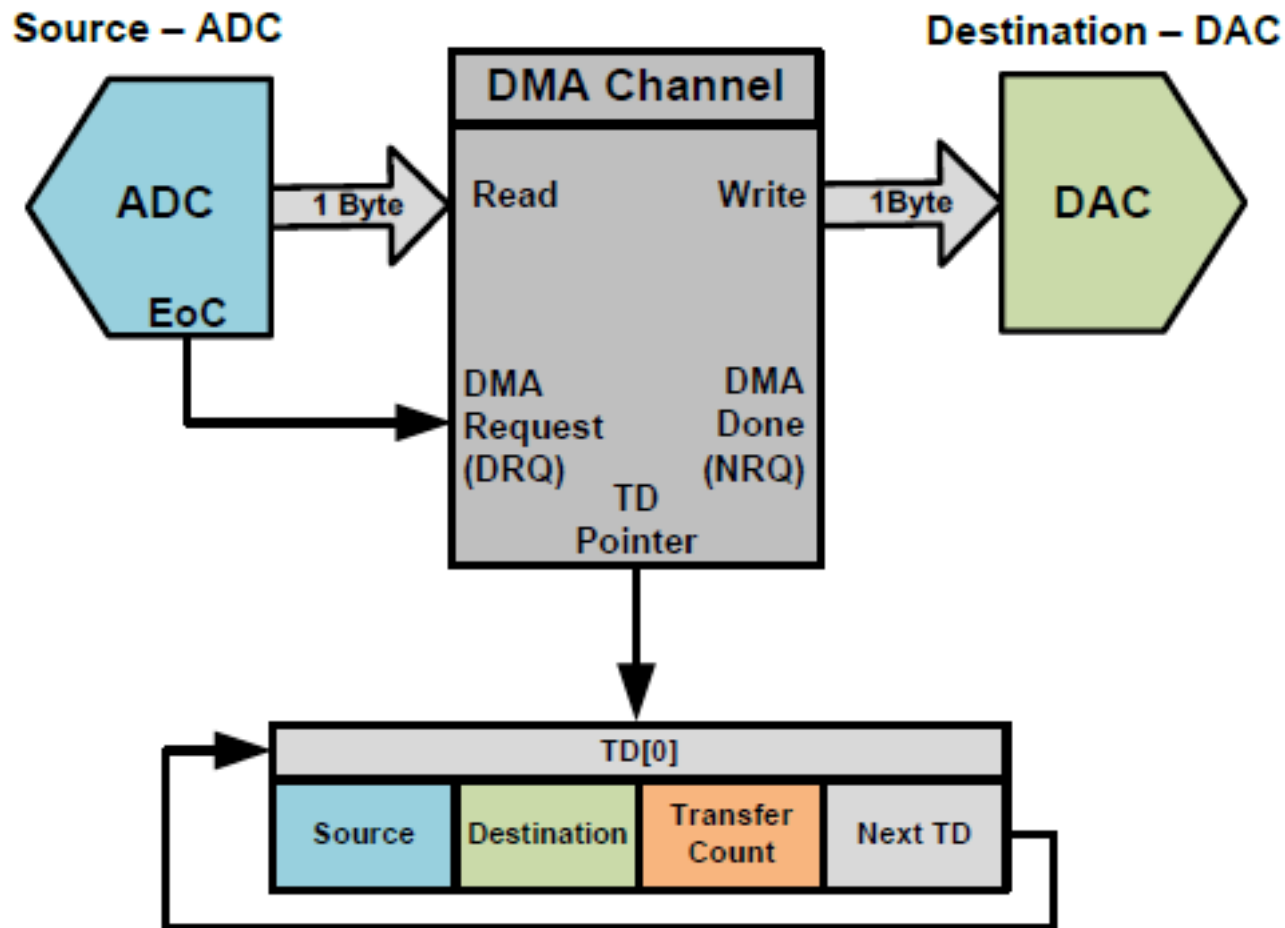 Source – ADC
Destination – DAC
DMA Channel
ADC
1 Byte
Read
Write
1Byte
DAC
EoC
DMA
Request
(DRQ)
DMA
Done
(NRQ)
TD
Pointer
TD[0]
Source
Destination
Transfer
Count
Next TD